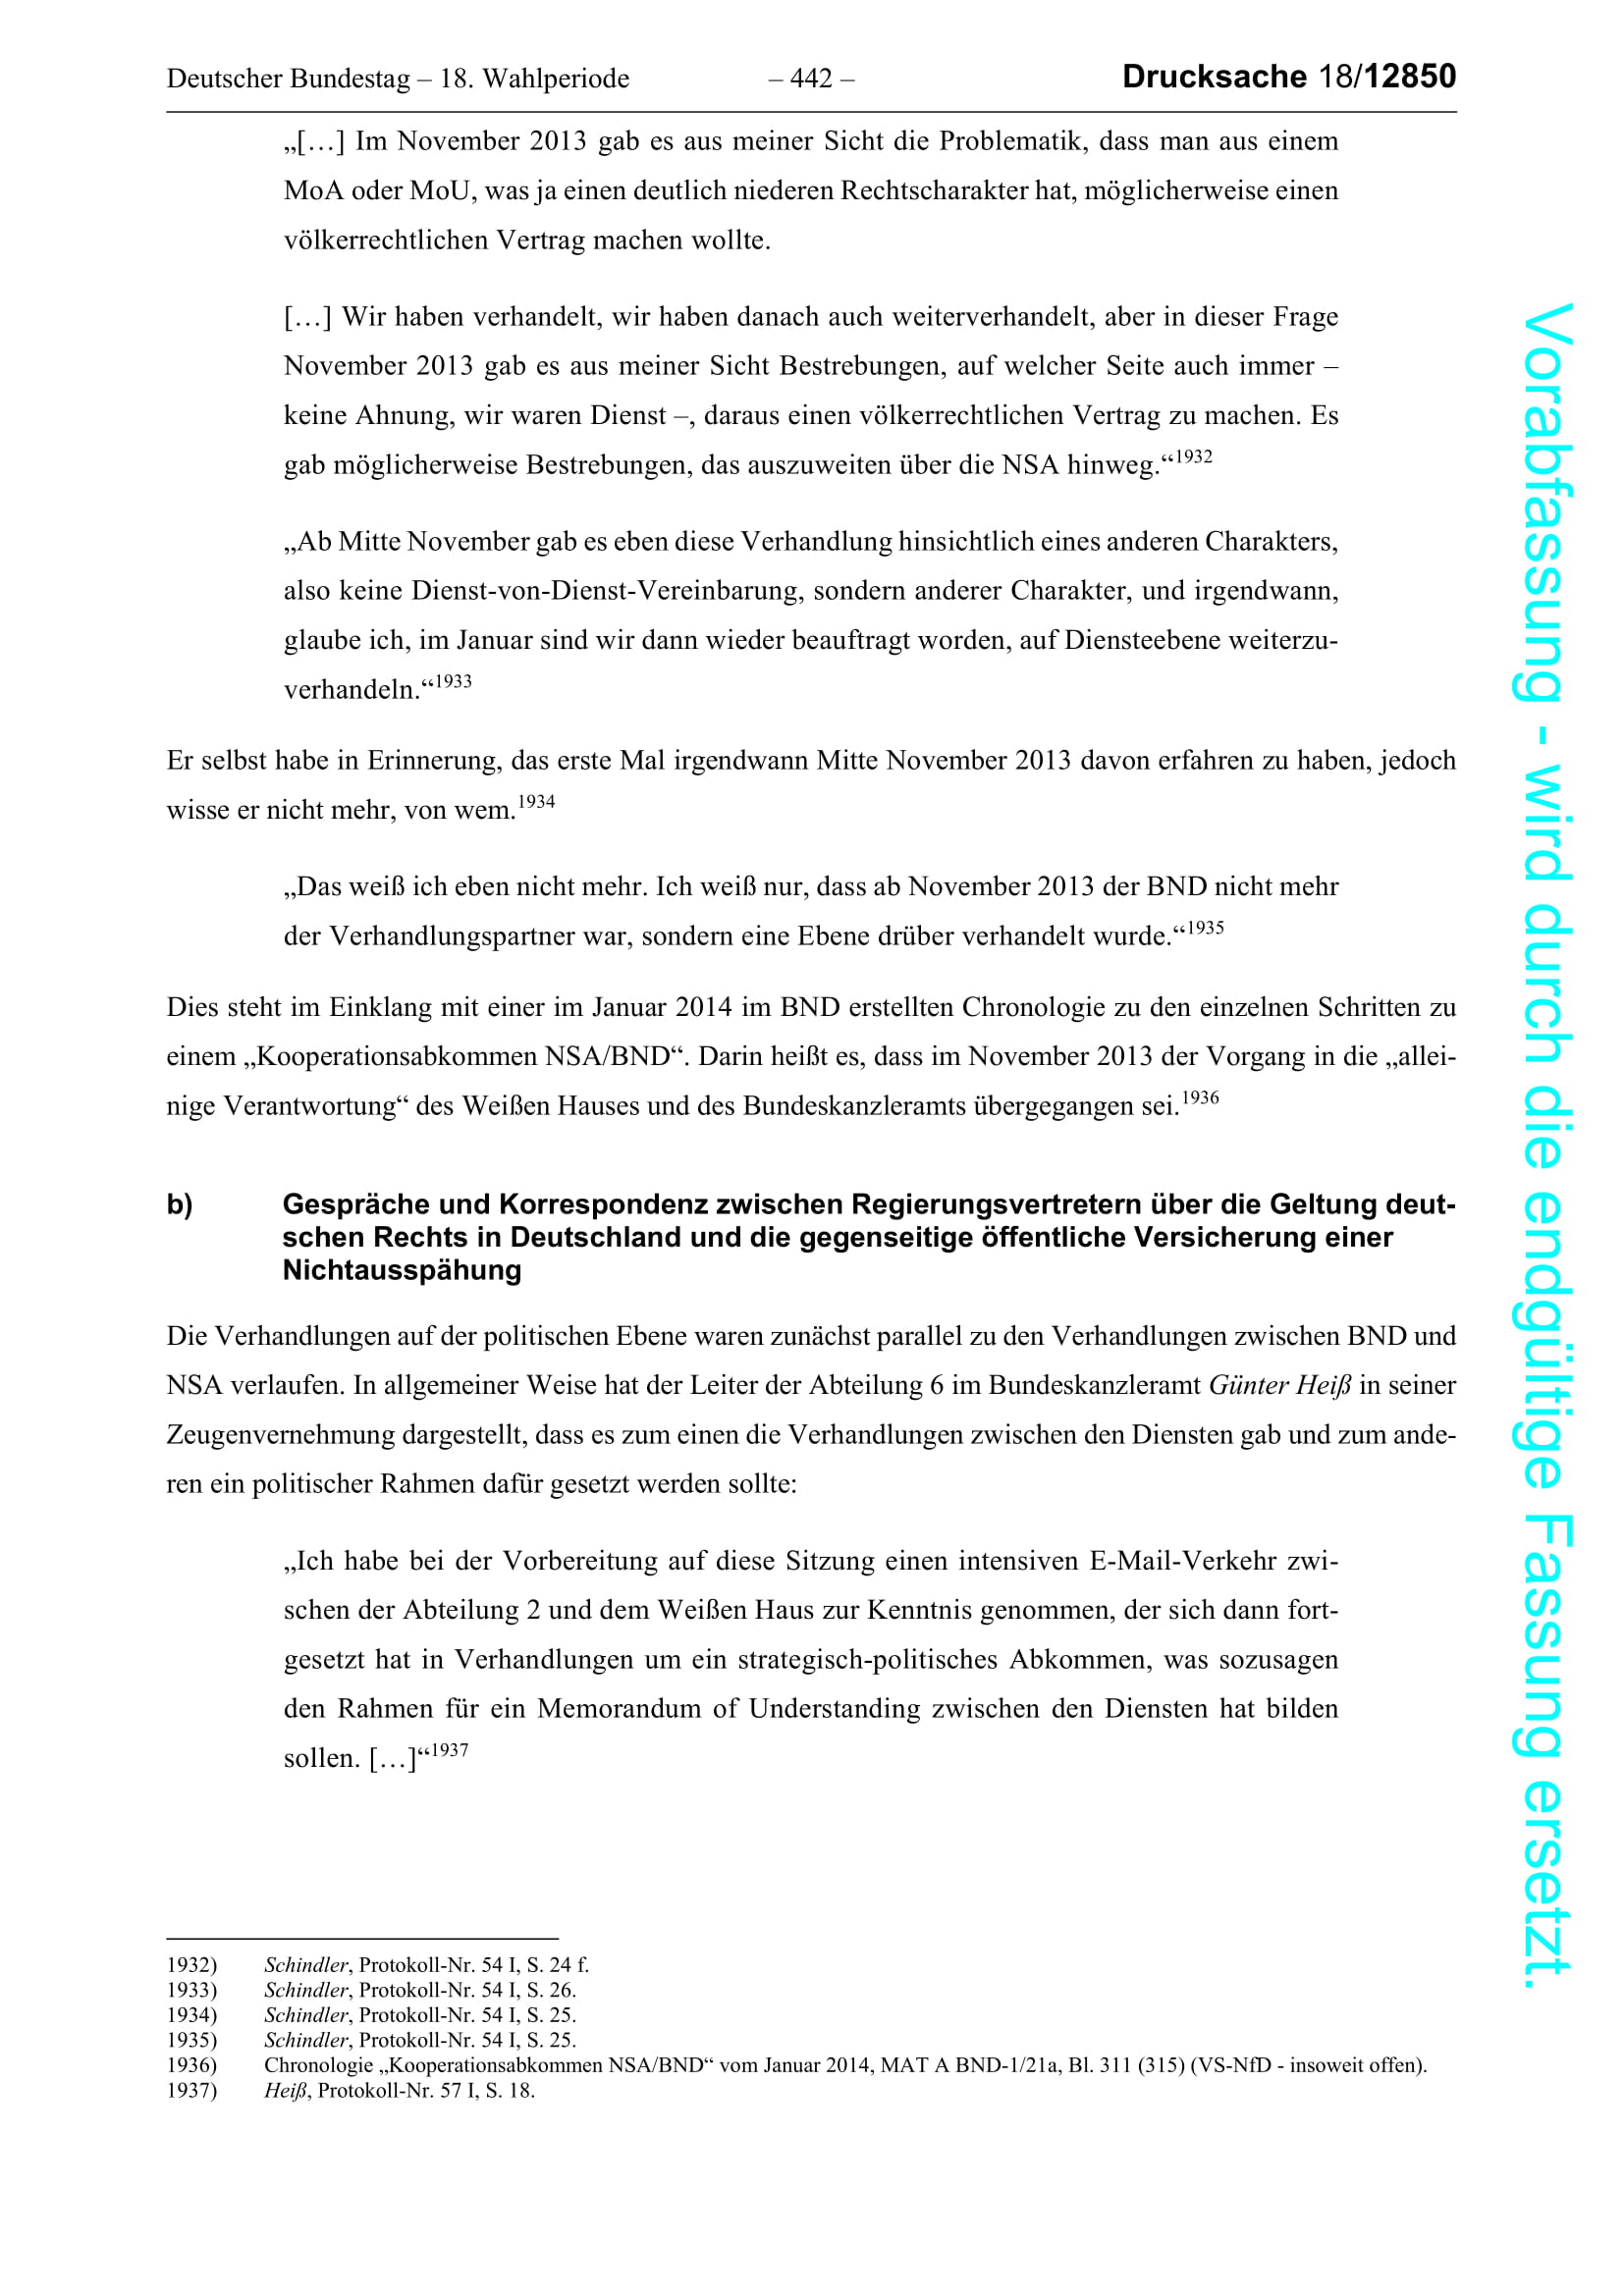 Deutscher Bundestag – 18. Wahlperiode – 442 – Drucksache 18/12850
„[…] Im November 2013 gab es aus meiner Sicht die Problematik, dass man aus einem
MoA oder MoU, was ja einen deutlich niederen Rechtscharakter hat, möglicherweise einen
völkerrechtlichen Vertrag machen wollte.
[…] Wir haben verhandelt, wir haben danach auch weiterverhandelt, aber in dieser Frage
November 2013 gab es aus meiner Sicht Bestrebungen, auf welcher Seite auch immer –
keine Ahnung, wir waren Dienst –, daraus einen völkerrechtlichen Vertrag zu machen. Es
gab möglicherweise Bestrebungen, das auszuweiten über die NSA hinweg.“1932
„Ab Mitte November gab es eben diese Verhandlung hinsichtlich eines anderen Charakters,
also keine Dienst-von-Dienst-Vereinbarung, sondern anderer Charakter, und irgendwann,
glaube ich, im Januar sind wir dann wieder beauftragt worden, auf Diensteebene weiterzu-
verhandeln.“1933
Er selbst habe in Erinnerung, das erste Mal irgendwann Mitte November 2013 davon erfahren zu haben, jedoch
wisse er nicht mehr, von wem.1934
„Das weiß ich eben nicht mehr. Ich weiß nur, dass ab November 2013 der BND nicht mehr
der Verhandlungspartner war, sondern eine Ebene drüber verhandelt wurde.“1935
Dies steht im Einklang mit einer im Januar 2014 im BND erstellten Chronologie zu den einzelnen Schritten zu
einem „Kooperationsabkommen NSA/BND“. Darin heißt es, dass im November 2013 der Vorgang in die „allei-
nige Verantwortung“ des Weißen Hauses und des Bundeskanzleramts übergegangen sei.1936
b) Gespräche und Korrespondenz zwischen Regierungsvertretern über die Geltung deut-
schen Rechts in Deutschland und die gegenseitige öffentliche Versicherung einer
Nichtausspähung
Die Verhandlungen auf der politischen Ebene waren zunächst parallel zu den Verhandlungen zwischen BND und
NSA verlaufen. In allgemeiner Weise hat der Leiter der Abteilung 6 im Bundeskanzleramt Günter Heiß in seiner
Zeugenvernehmung dargestellt, dass es zum einen die Verhandlungen zwischen den Diensten gab und zum ande-
ren ein politischer Rahmen dafür gesetzt werden sollte:
„Ich habe bei der Vorbereitung auf diese Sitzung einen intensiven E-Mail-Verkehr zwi-
schen der Abteilung 2 und dem Weißen Haus zur Kenntnis genommen, der sich dann fort-
gesetzt hat in Verhandlungen um ein strategisch-politisches Abkommen, was sozusagen
den Rahmen für ein Memorandum of Understanding zwischen den Diensten hat bilden
sollen. […]“1937
1932) Schindler, Protokoll-Nr. 54 I, S. 24 f.
1933) Schindler, Protokoll-Nr. 54 I, S. 26.
1934) Schindler, Protokoll-Nr. 54 I, S. 25.
1935) Schindler, Protokoll-Nr. 54 I, S. 25.
1936) Chronologie „Kooperationsabkommen NSA/BND“ vom Januar 2014, MAT A BND-1/21a, Bl. 311 (315) (VS-NfD - insoweit offen).
1937) Heiß, Protokoll-Nr. 57 I, S. 18.
Vorabfassung - wird durch die endgültige Fassung ersetzt.